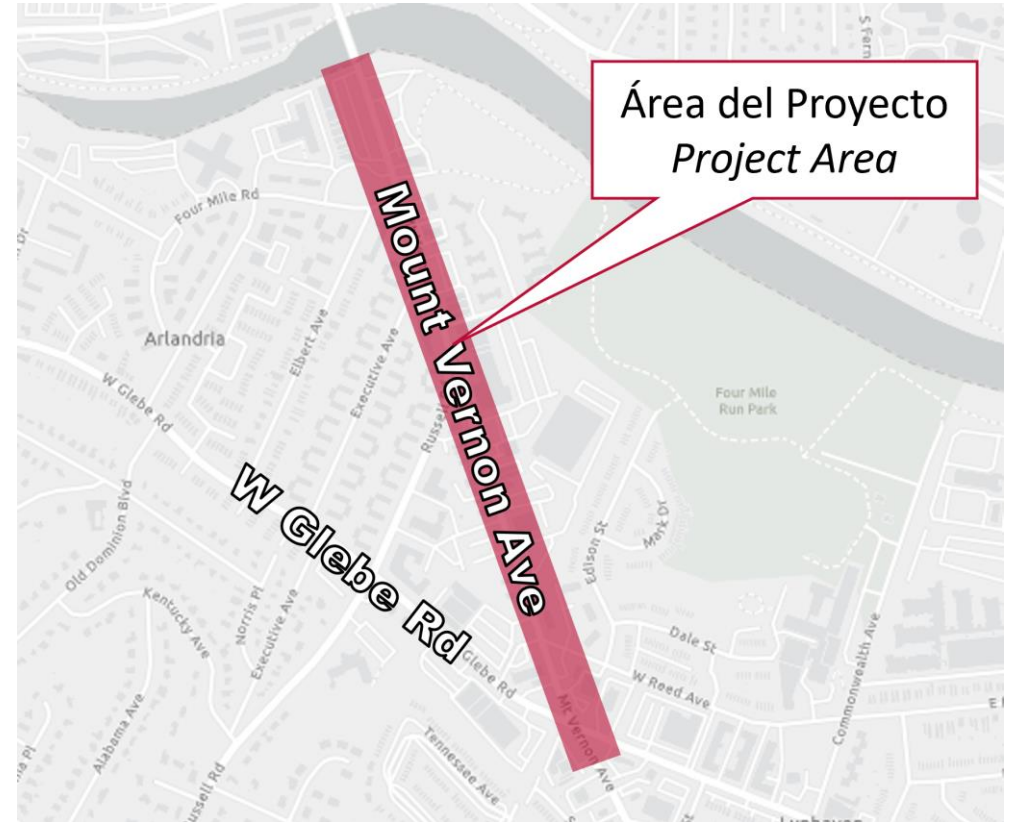 S Fern
Área del Proyecto
Project Area
Four Mile Rd
Mount Vernon Ave
Arlandria
Elbert Ave
Executive Ave
Russell
Four Mile
Run Park
W Glebe Rd
W Glebe Rd
Glebe Rd
Old Dominion Blvd
Edison St
Mark Dr
Kentucky Ave
Norris Pl
Executive Ave
Dale St
W Reed Ave
Commonwealth Ave
Mt Vernon Ave
Alabama Ave
Tennessee Ave
ussell Rd